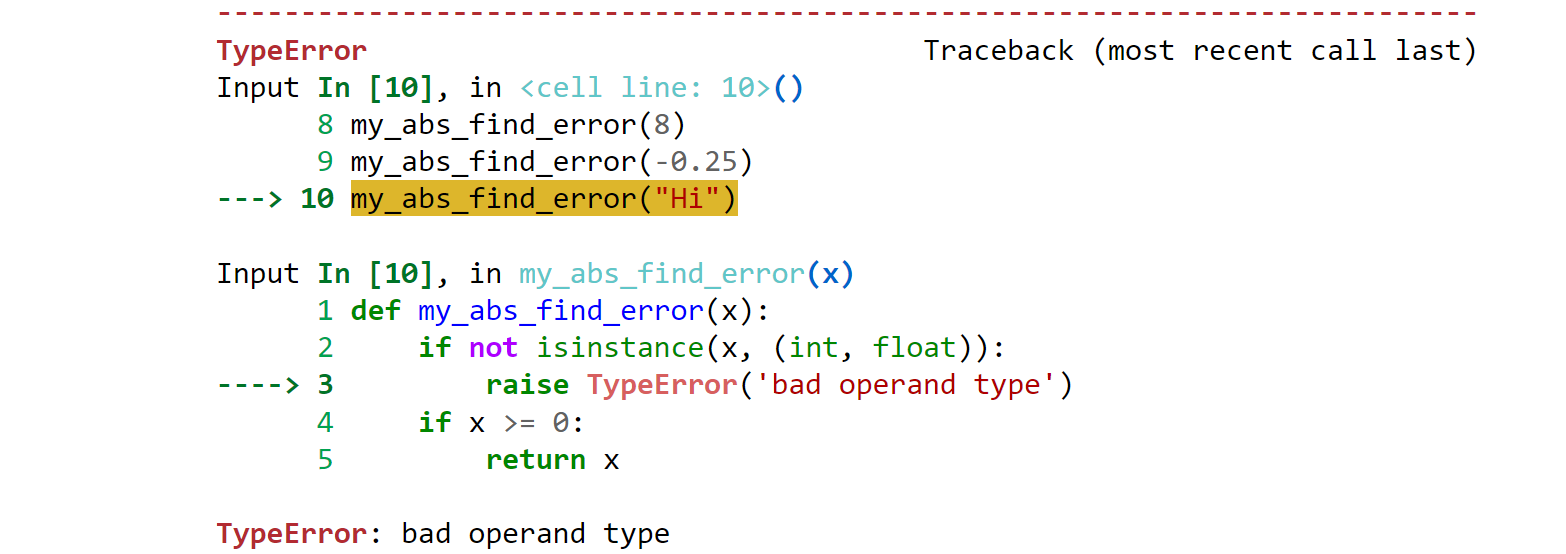 ---------------------------------------------------------------------------
TypeError                                 Traceback (most recent call last)
Input In [10], in <cell line: 10>()
      8 my_abs_find_error(8)
      9 my_abs_find_error(-0.25)
---> 10 my_abs_find_error("Hi")

Input In [10], in my_abs_find_error(x)
      1 def my_abs_find_error(x):
      2     if not isinstance(x, (int, float)):
----> 3         raise TypeError('bad operand type')
      4     if x >= 0:
      5         return x

TypeError: bad operand type